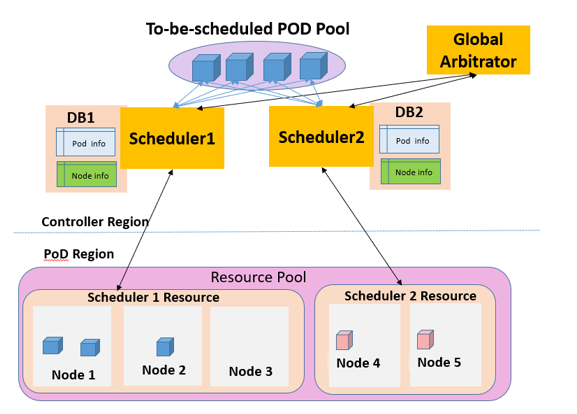 To-be-scheduled POD Pool
Global
Arbitrator
DB1
Pod info
Node info
Scheduler1
Scheduler2
DB2
Pod info
Node info
Controller Region
PoD Region
Resource Pool
Scheduler 1 Resource
Scheduler 2 Resource
Node 1
Node 2
Node 3
Node 4
Node 5